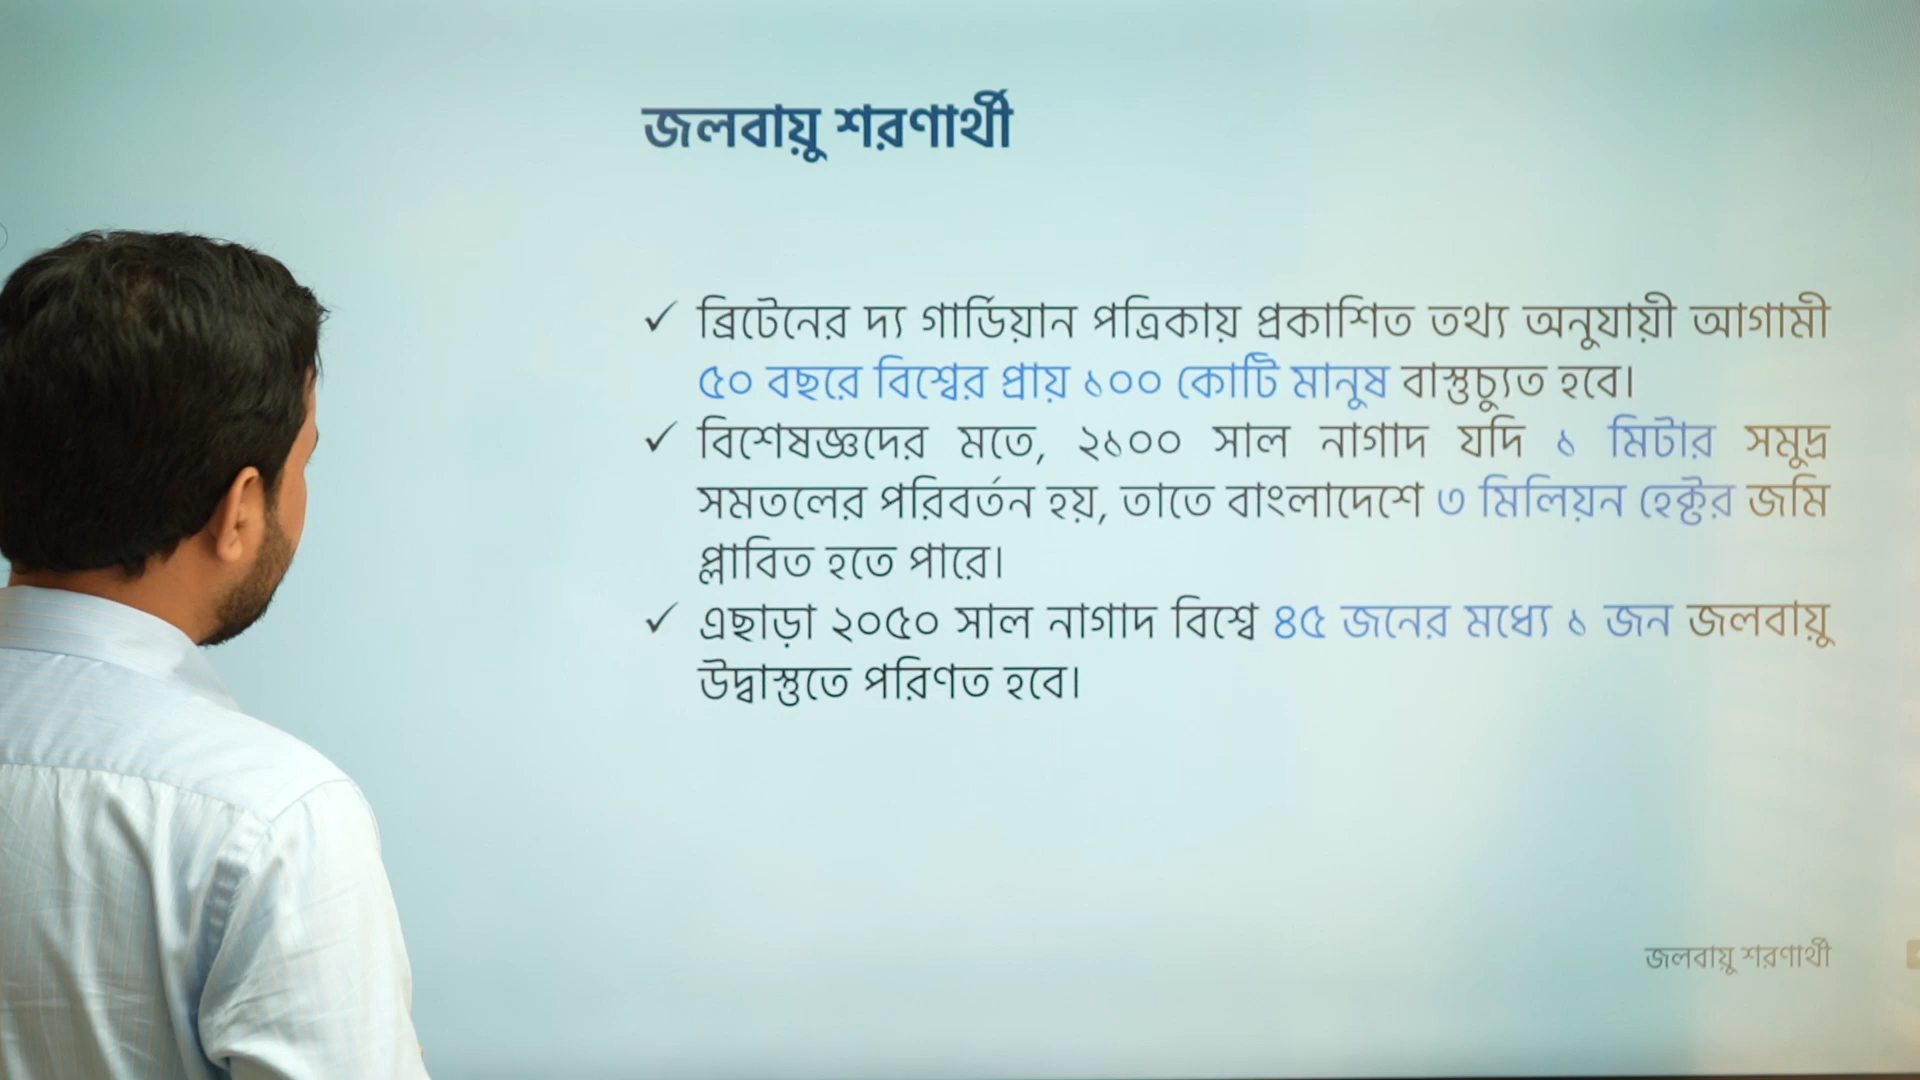 জলবায়ু শরণার্থী
✓ ব্রিটেনের দ্য গার্ডিয়ান পত্রিকায় প্রকাশিত তথ্য অনুযায়ী আগামী
৫০ বছরে বিশ্বের প্রায় ১০০ কোটি মানুষ বাস্তুচ্যুত হবে।
✓ বিশেষজ্ঞদের মতে, ২১০০ সাল নাগাদ যদি ১ মিটার সমুদ্র
সমতলের পরিবর্তন হয়, তাতে বাংলাদেশে ৩ মিলিয়ন হেক্টর জমি
প্লাবিত হতে পারে।
✓ এছাড়া ২০৫০ সাল নাগাদ বিশ্বে ৪৫ জনের মধ্যে ১ জন জলবায়ু
উদ্বাস্তুতে পরিণত হবে।
জলবায়ু শরণার্থী